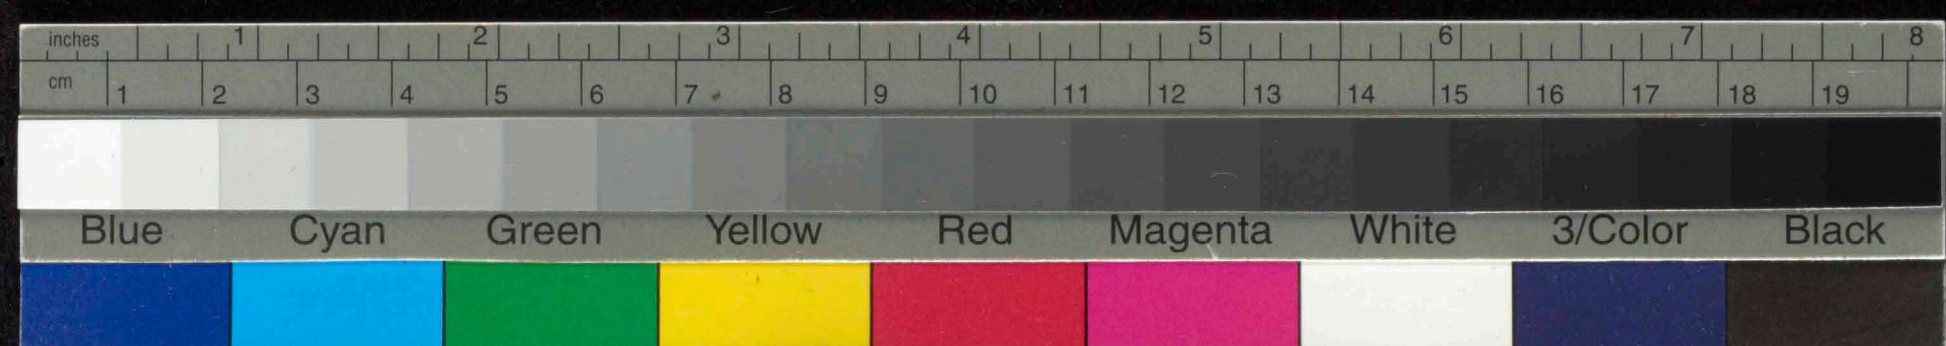 inches 1 2 3 4 5 6 7 8
cm 1 2 3 4 5 6 7 8 9 10 11 12 13 14 15 16 17 18 19
Blue Cyan Green Yellow Red Magenta White 3/Color Black